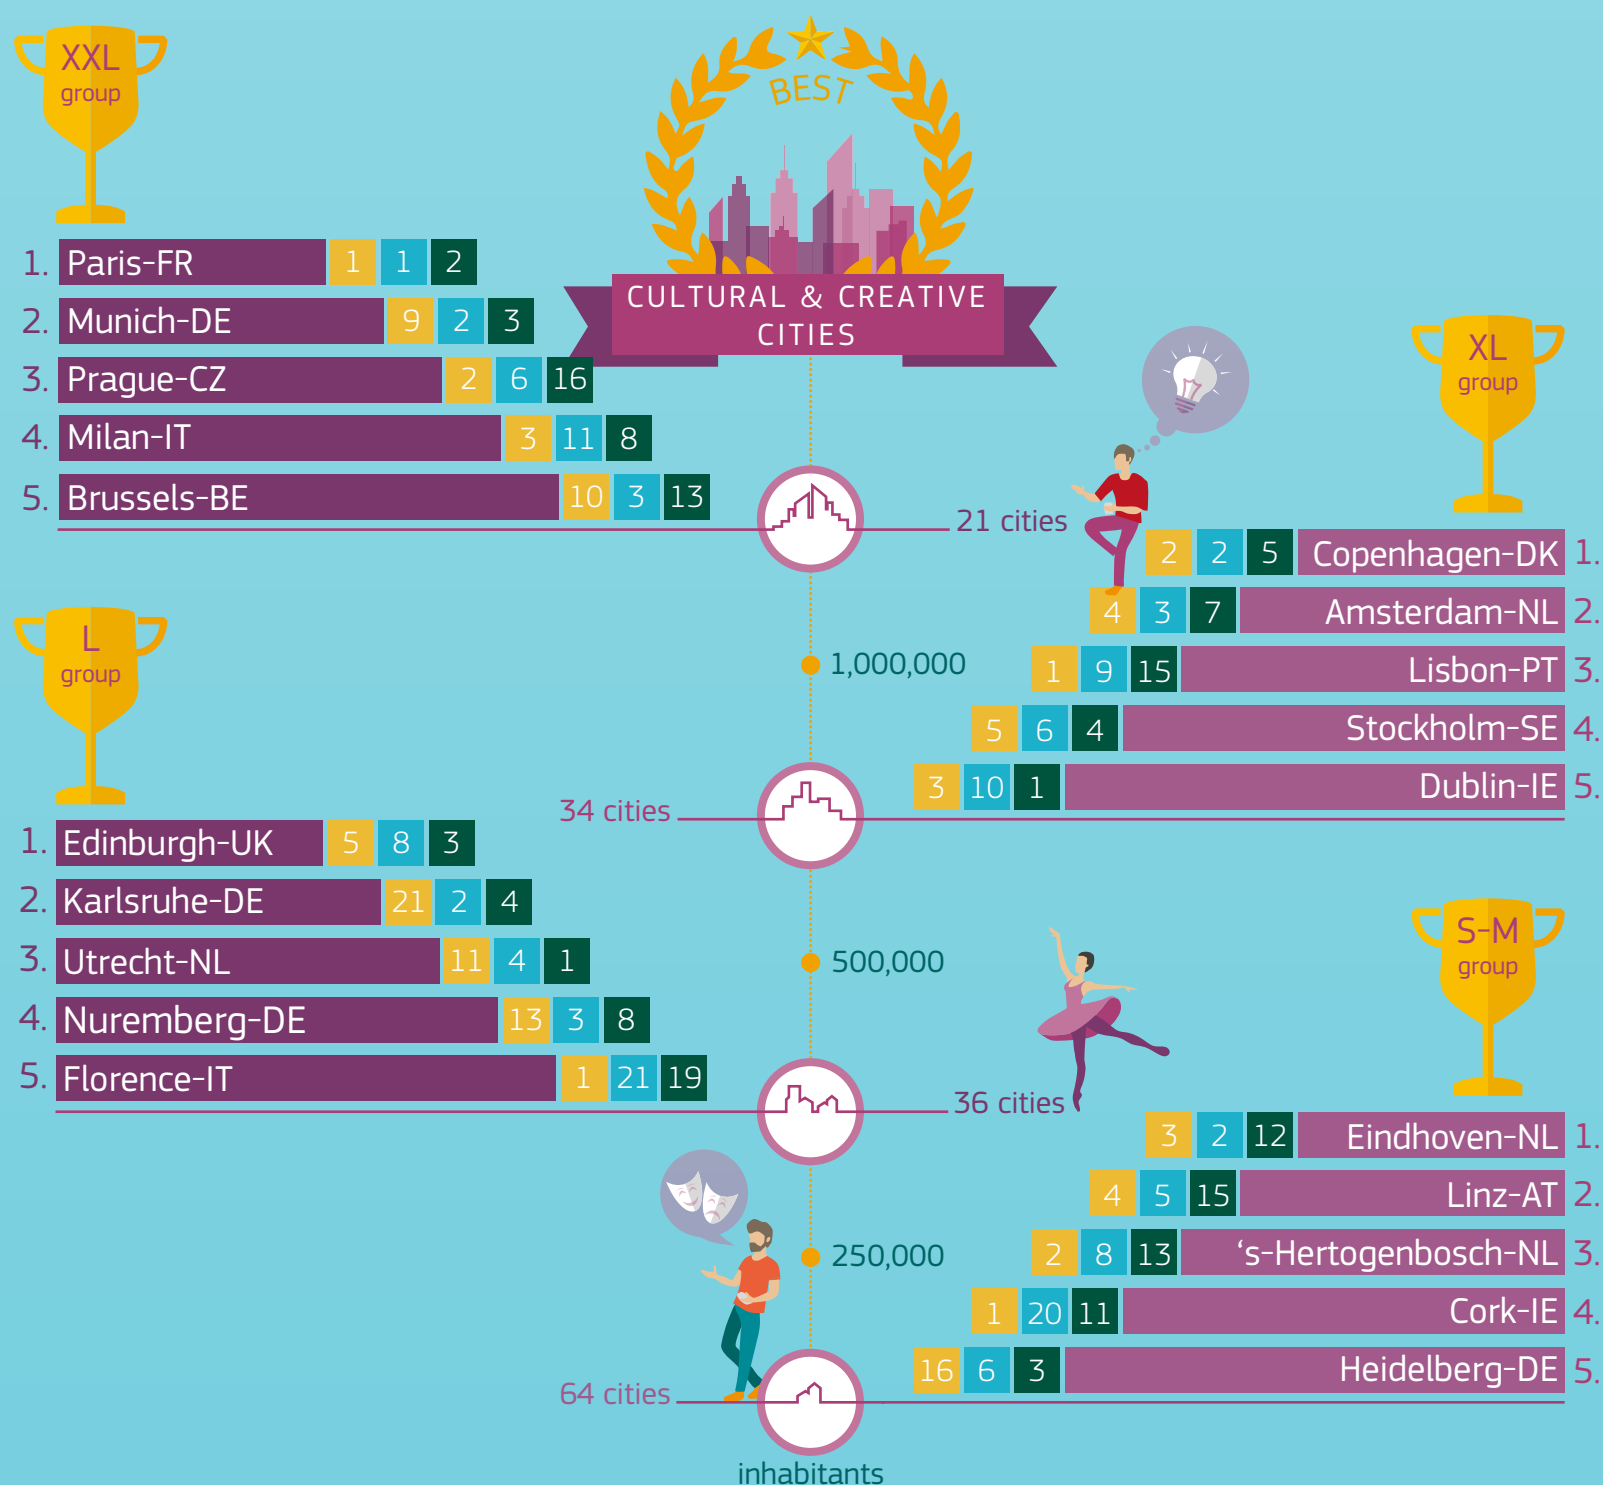 XXL
group
BEST
CULTURAL & CREATIVE
CITIES
1. Paris-FR 1 1 2
2. Munich-DE 9 2 3
3. Prague-CZ 2 6 16
4. Milan-IT 3 11 8
5. Brussels-BE 10 3 13
21 cities
XL
group
2 2 5 Copenhagen-DK 1.
4 3 7 Amsterdam-NL 2.
1 9 15 Lisbon-PT 3.
5 6 4 Stockholm-SE 4.
3 10 1 Dublin-IE 5.
1,000,000
34 cities
L
group
1. Edinburgh-UK 5 8 3
2. Karlsruhe-DE 21 2 4
3. Utrecht-NL 11 4 1
4. Nuremberg-DE 13 3 8
5. Florence-IT 1 21 19
500,000
36 cities
S-M
group
3 2 12 Eindhoven-NL 1.
4 5 15 Linz-AT 2.
2 8 13 ‘s-Hertogenbosch-NL 3.
1 20 11 Cork-IE 4.
16 6 3 Heidelberg-DE 5.
250,000
64 cities
inhabitants